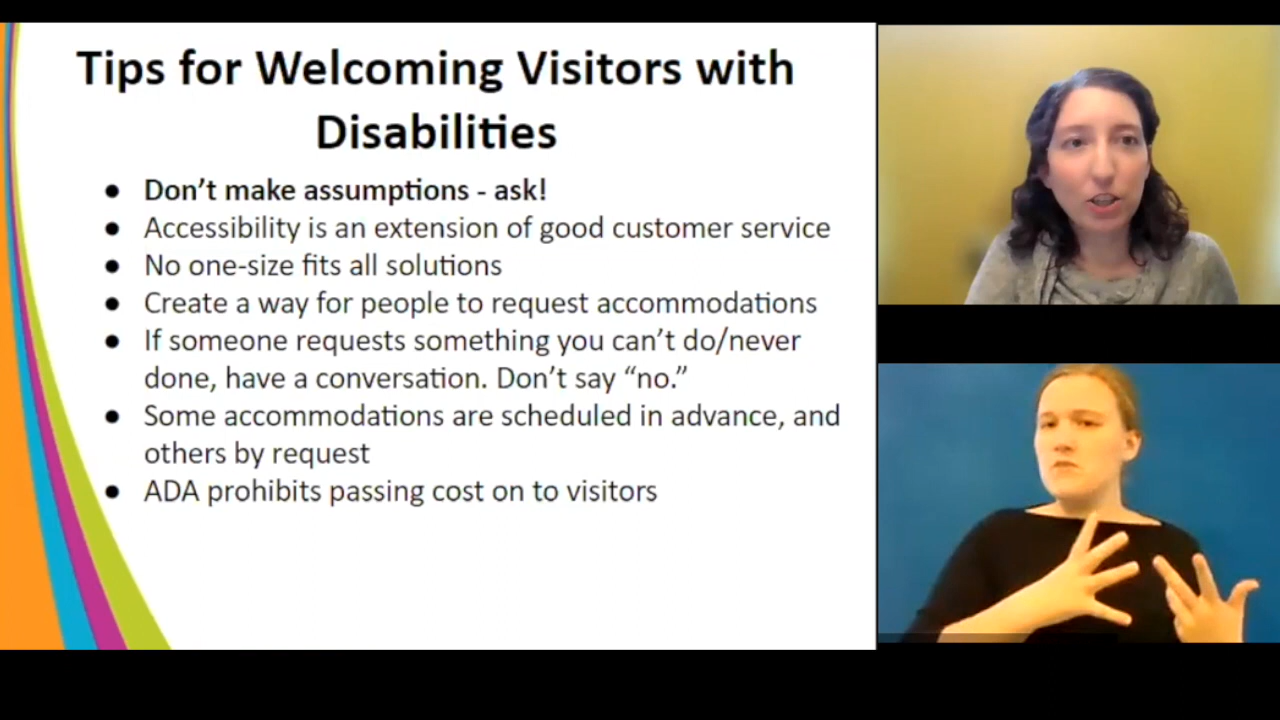 Tips for Welcoming Visitors with
Disabilities
● Don’t make assumptions - ask!
● Accessibility is an extension of good customer service
● No one-size fits all solutions
● Create a way for people to request accommodations
● If someone requests something you can’t do/never
done, have a conversation. Don’t say “no.”
● Some accommodations are scheduled in advance, and
others by request
● ADA prohibits passing cost on to visitors